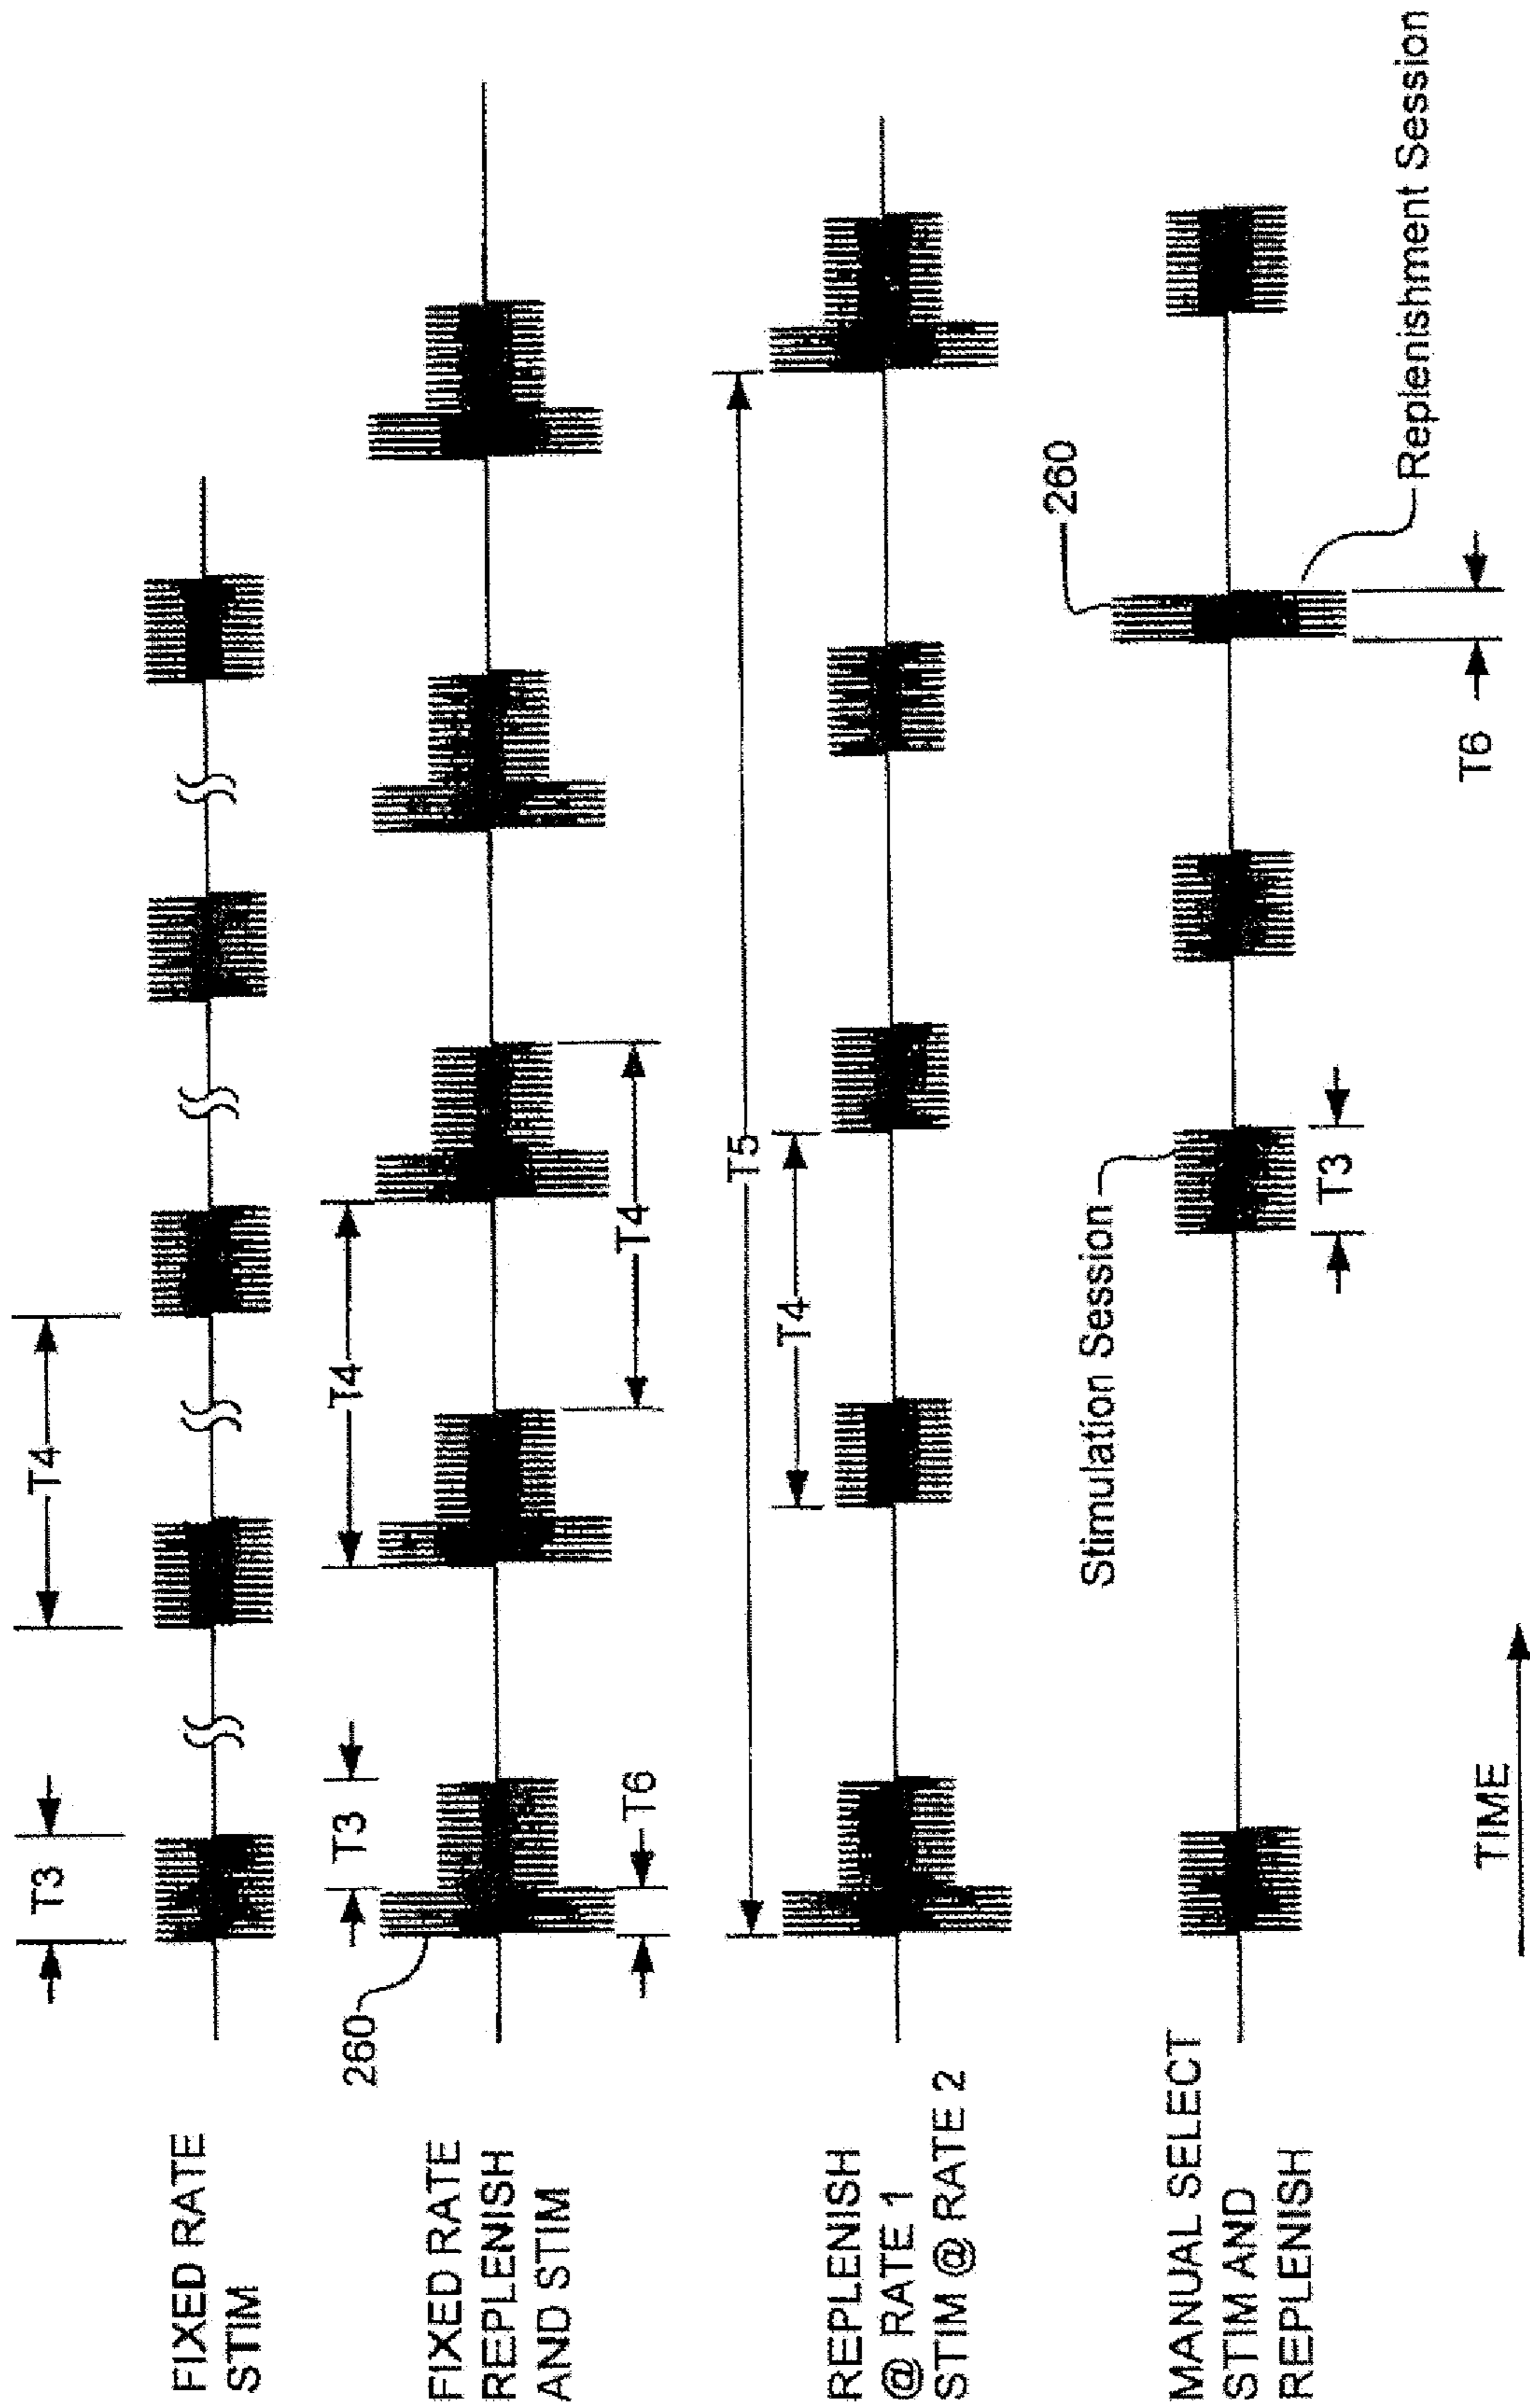 FIXED RATE
STIM
T3
T4
FIXED RATE
REPLENISH
AND STIM
260
T3
T6
T4
T4
REPLENISH
@ RATE 1
STIM @ RATE 2
T5
T4
MANUAL SELECT
STIM AND
REPLENISH
Stimulation Session
T3
260
T6
Replenishment Session
TIME